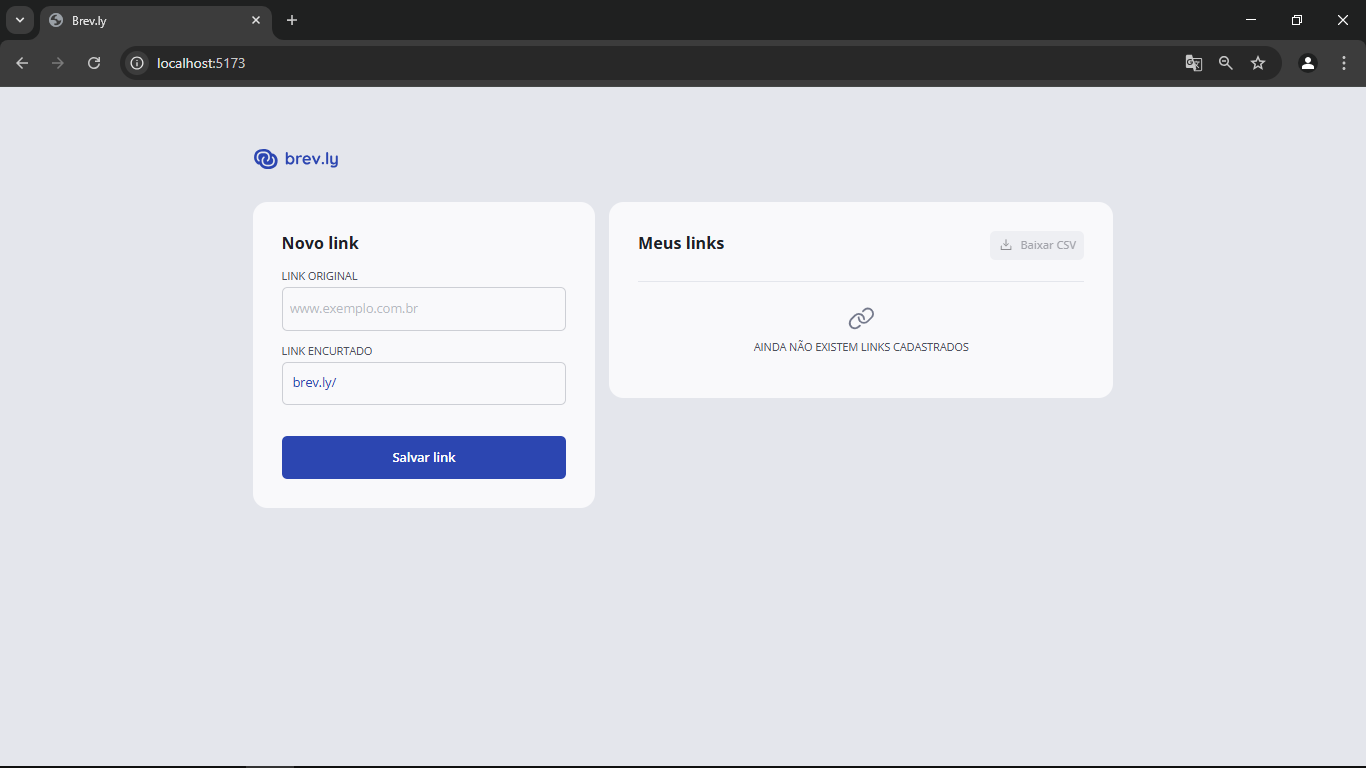 Brev.ly
localhost:5173
brev.ly
Novo link
LINK ORIGINAL
www.exemplo.com.br
LINK ENCURTADO
brev.ly/
Salvar link
Meus links
Baixar CSV
AINDA NÃO EXISTEM LINKS CADASTRADOS